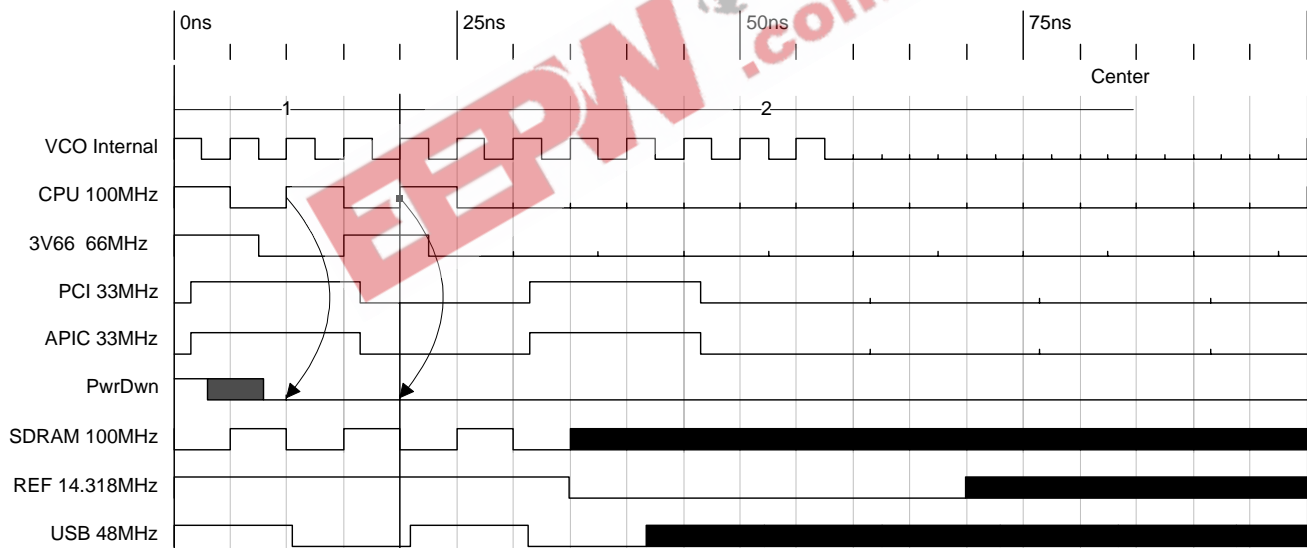 0ns 25ns 50ns 75ns
Center
1 2
VCO Internal
CPU 100MHz
3V66 66MHz
PCI 33MHz
APIC 33MHz
PwrDwn
SDRAM 100MHz
REF 14.318MHz
USB 48MHz
EEPW .com